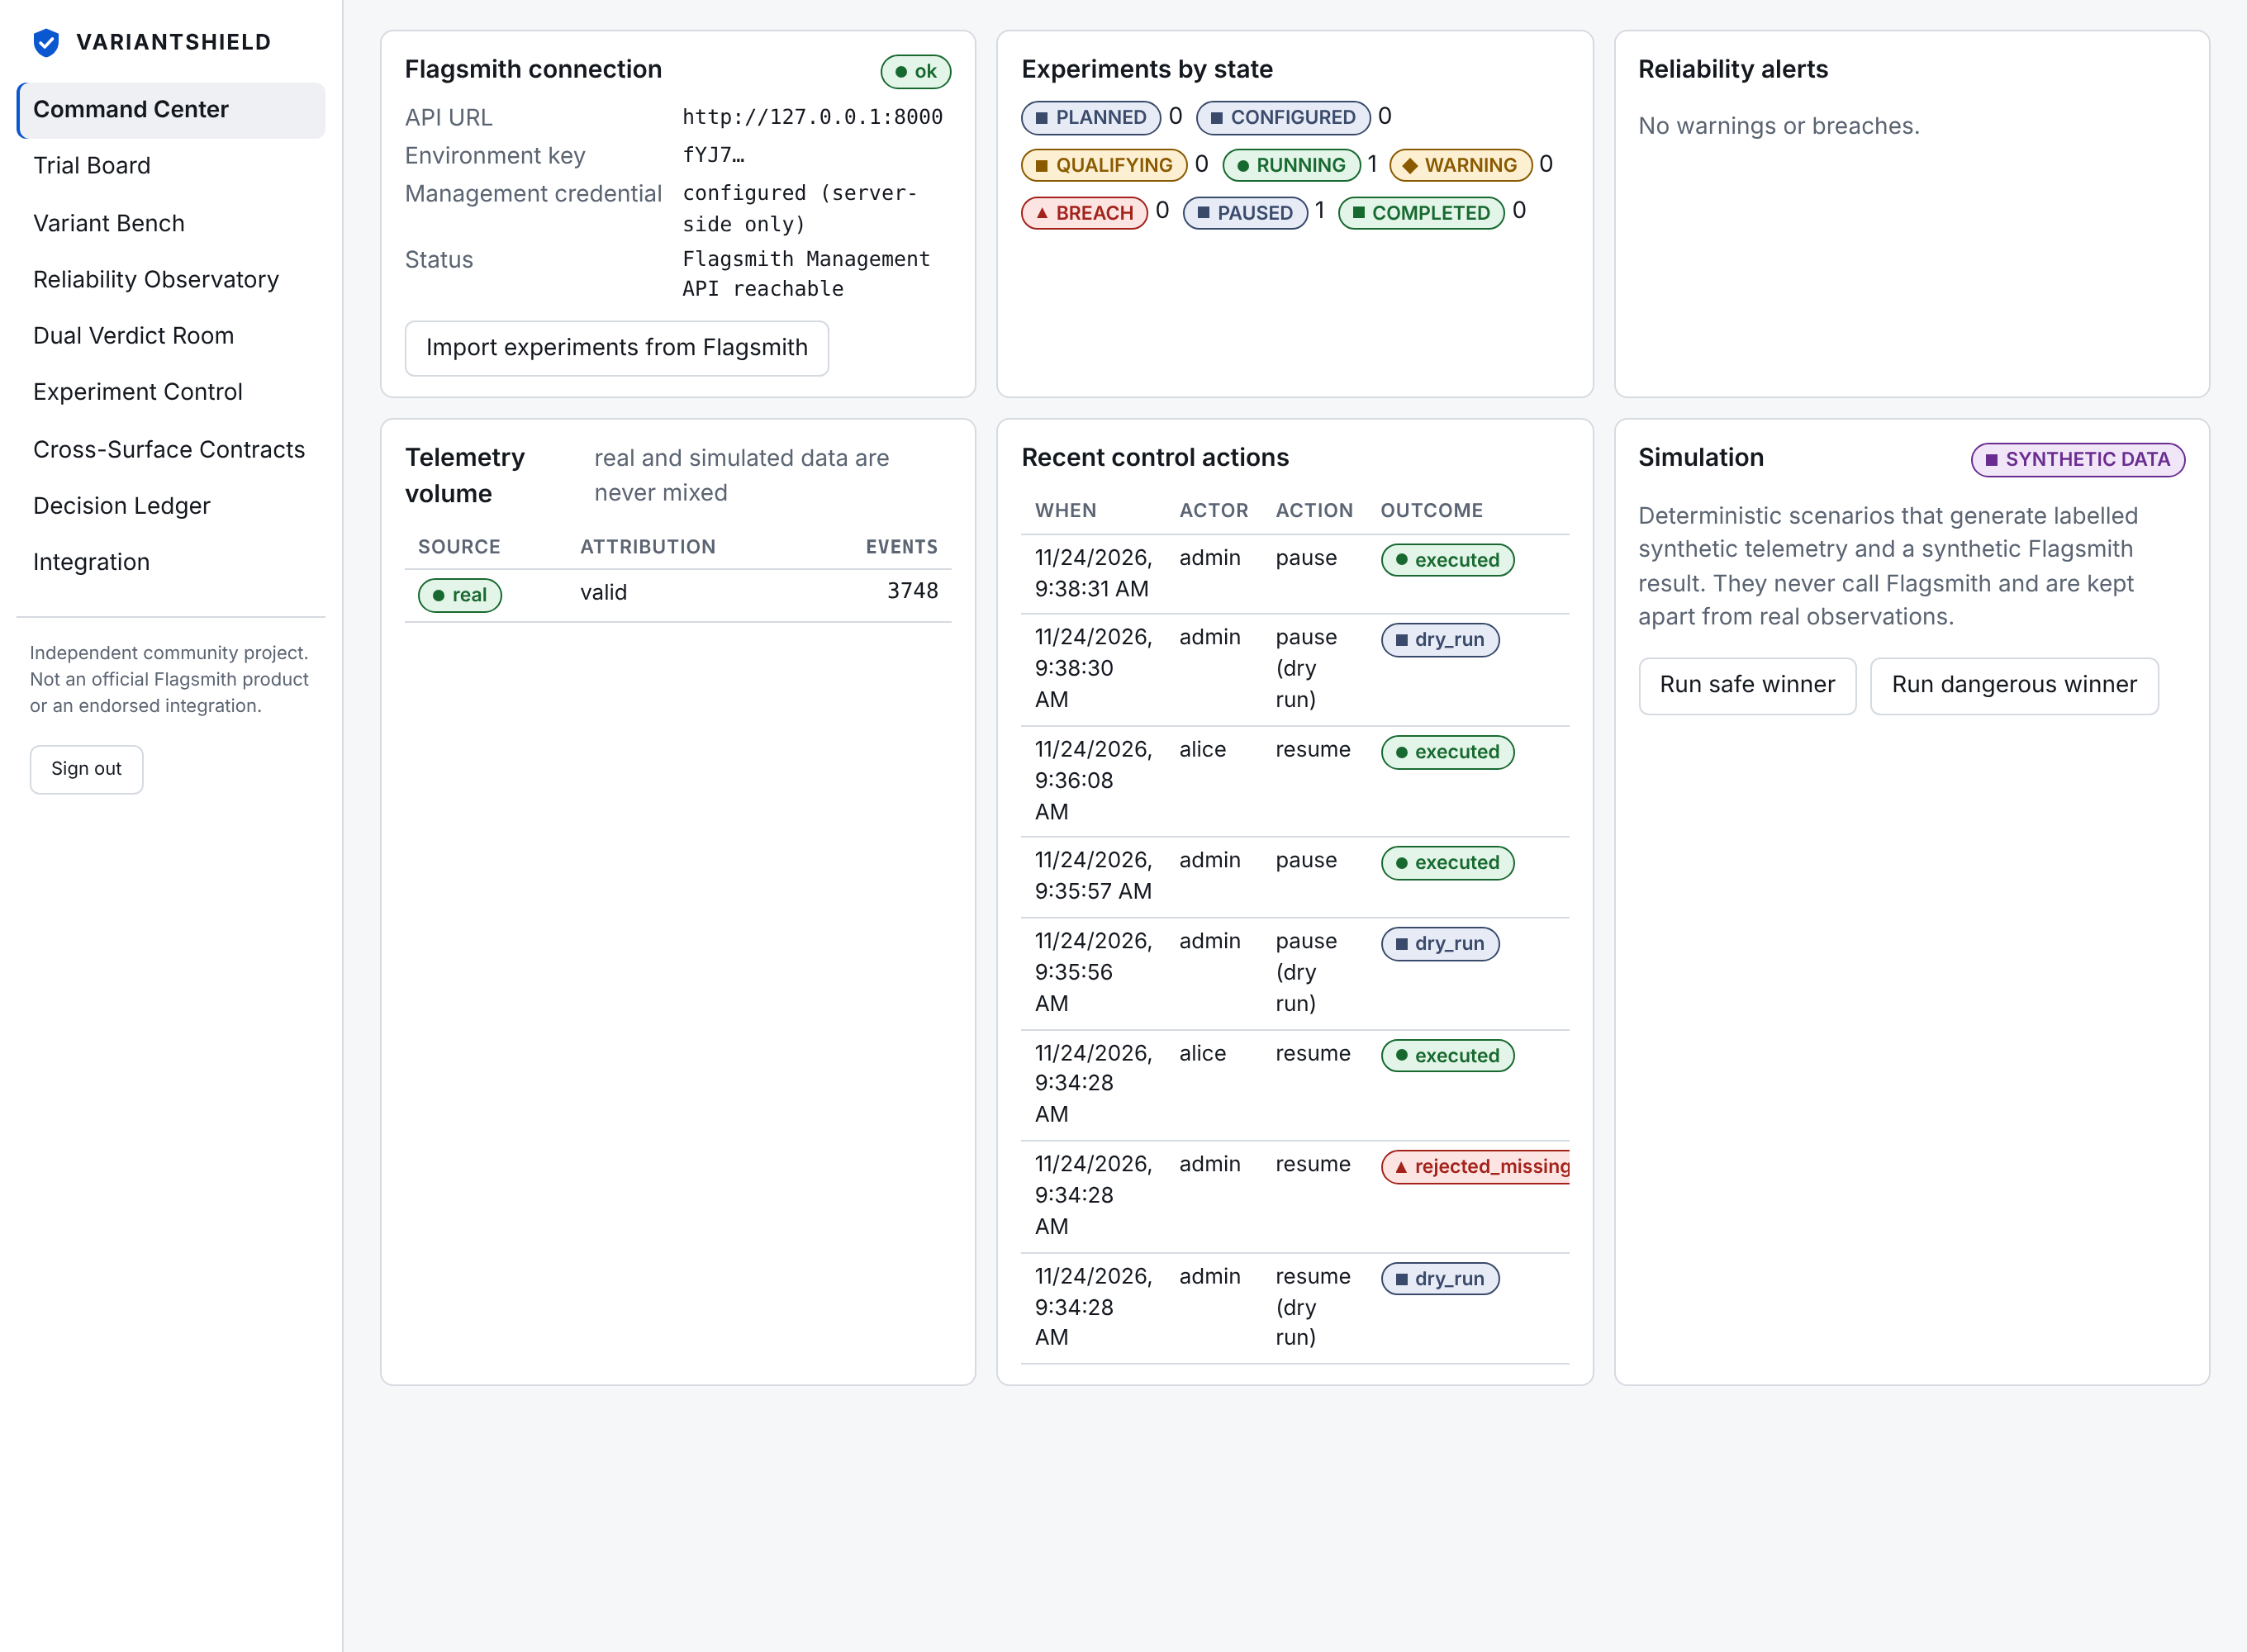 VARIANTSHIELD
Command Center
Trial Board
Variant Bench
Reliability Observatory
Dual Verdict Room
Experiment Control
Cross-Surface Contracts
Decision Ledger
Integration
Independent community project.
Not an official Flagsmith product
or an endorsed integration.
Sign out
Flagsmith connection
ok
API URL http://127.0.0.1:8000
Environment key fYJ7…
Management credential configured (server-
side only)
Status Flagsmith Management
API reachable
Import experiments from Flagsmith
Experiments by state
PLANNED 0 CONFIGURED 0
QUALIFYING 0 RUNNING 1 WARNING 0
BREACH 0 PAUSED 1 COMPLETED 0
Reliability alerts
No warnings or breaches.
Telemetry
volume
real and simulated data are
never mixed
SOURCE ATTRIBUTION EVENTS
real valid 3748
Recent control actions
WHEN ACTOR ACTION OUTCOME
11/24/2026, admin pause executed
9:38:31 AM
11/24/2026, admin pause dry_run
9:38:30 (dry
AM run)
11/24/2026, alice resume executed
9:36:08
AM
11/24/2026, admin pause executed
9:35:57 AM
11/24/2026, admin pause dry_run
9:35:56 (dry
AM run)
11/24/2026, alice resume executed
9:34:28
AM
11/24/2026, admin resume rejected_missing
9:34:28
AM
11/24/2026, admin resume dry_run
9:34:28 (dry
AM run)
Simulation
SYNTHETIC DATA
Deterministic scenarios that generate labelled
synthetic telemetry and a synthetic Flagsmith
result. They never call Flagsmith and are kept
apart from real observations.
Run safe winner
Run dangerous winner